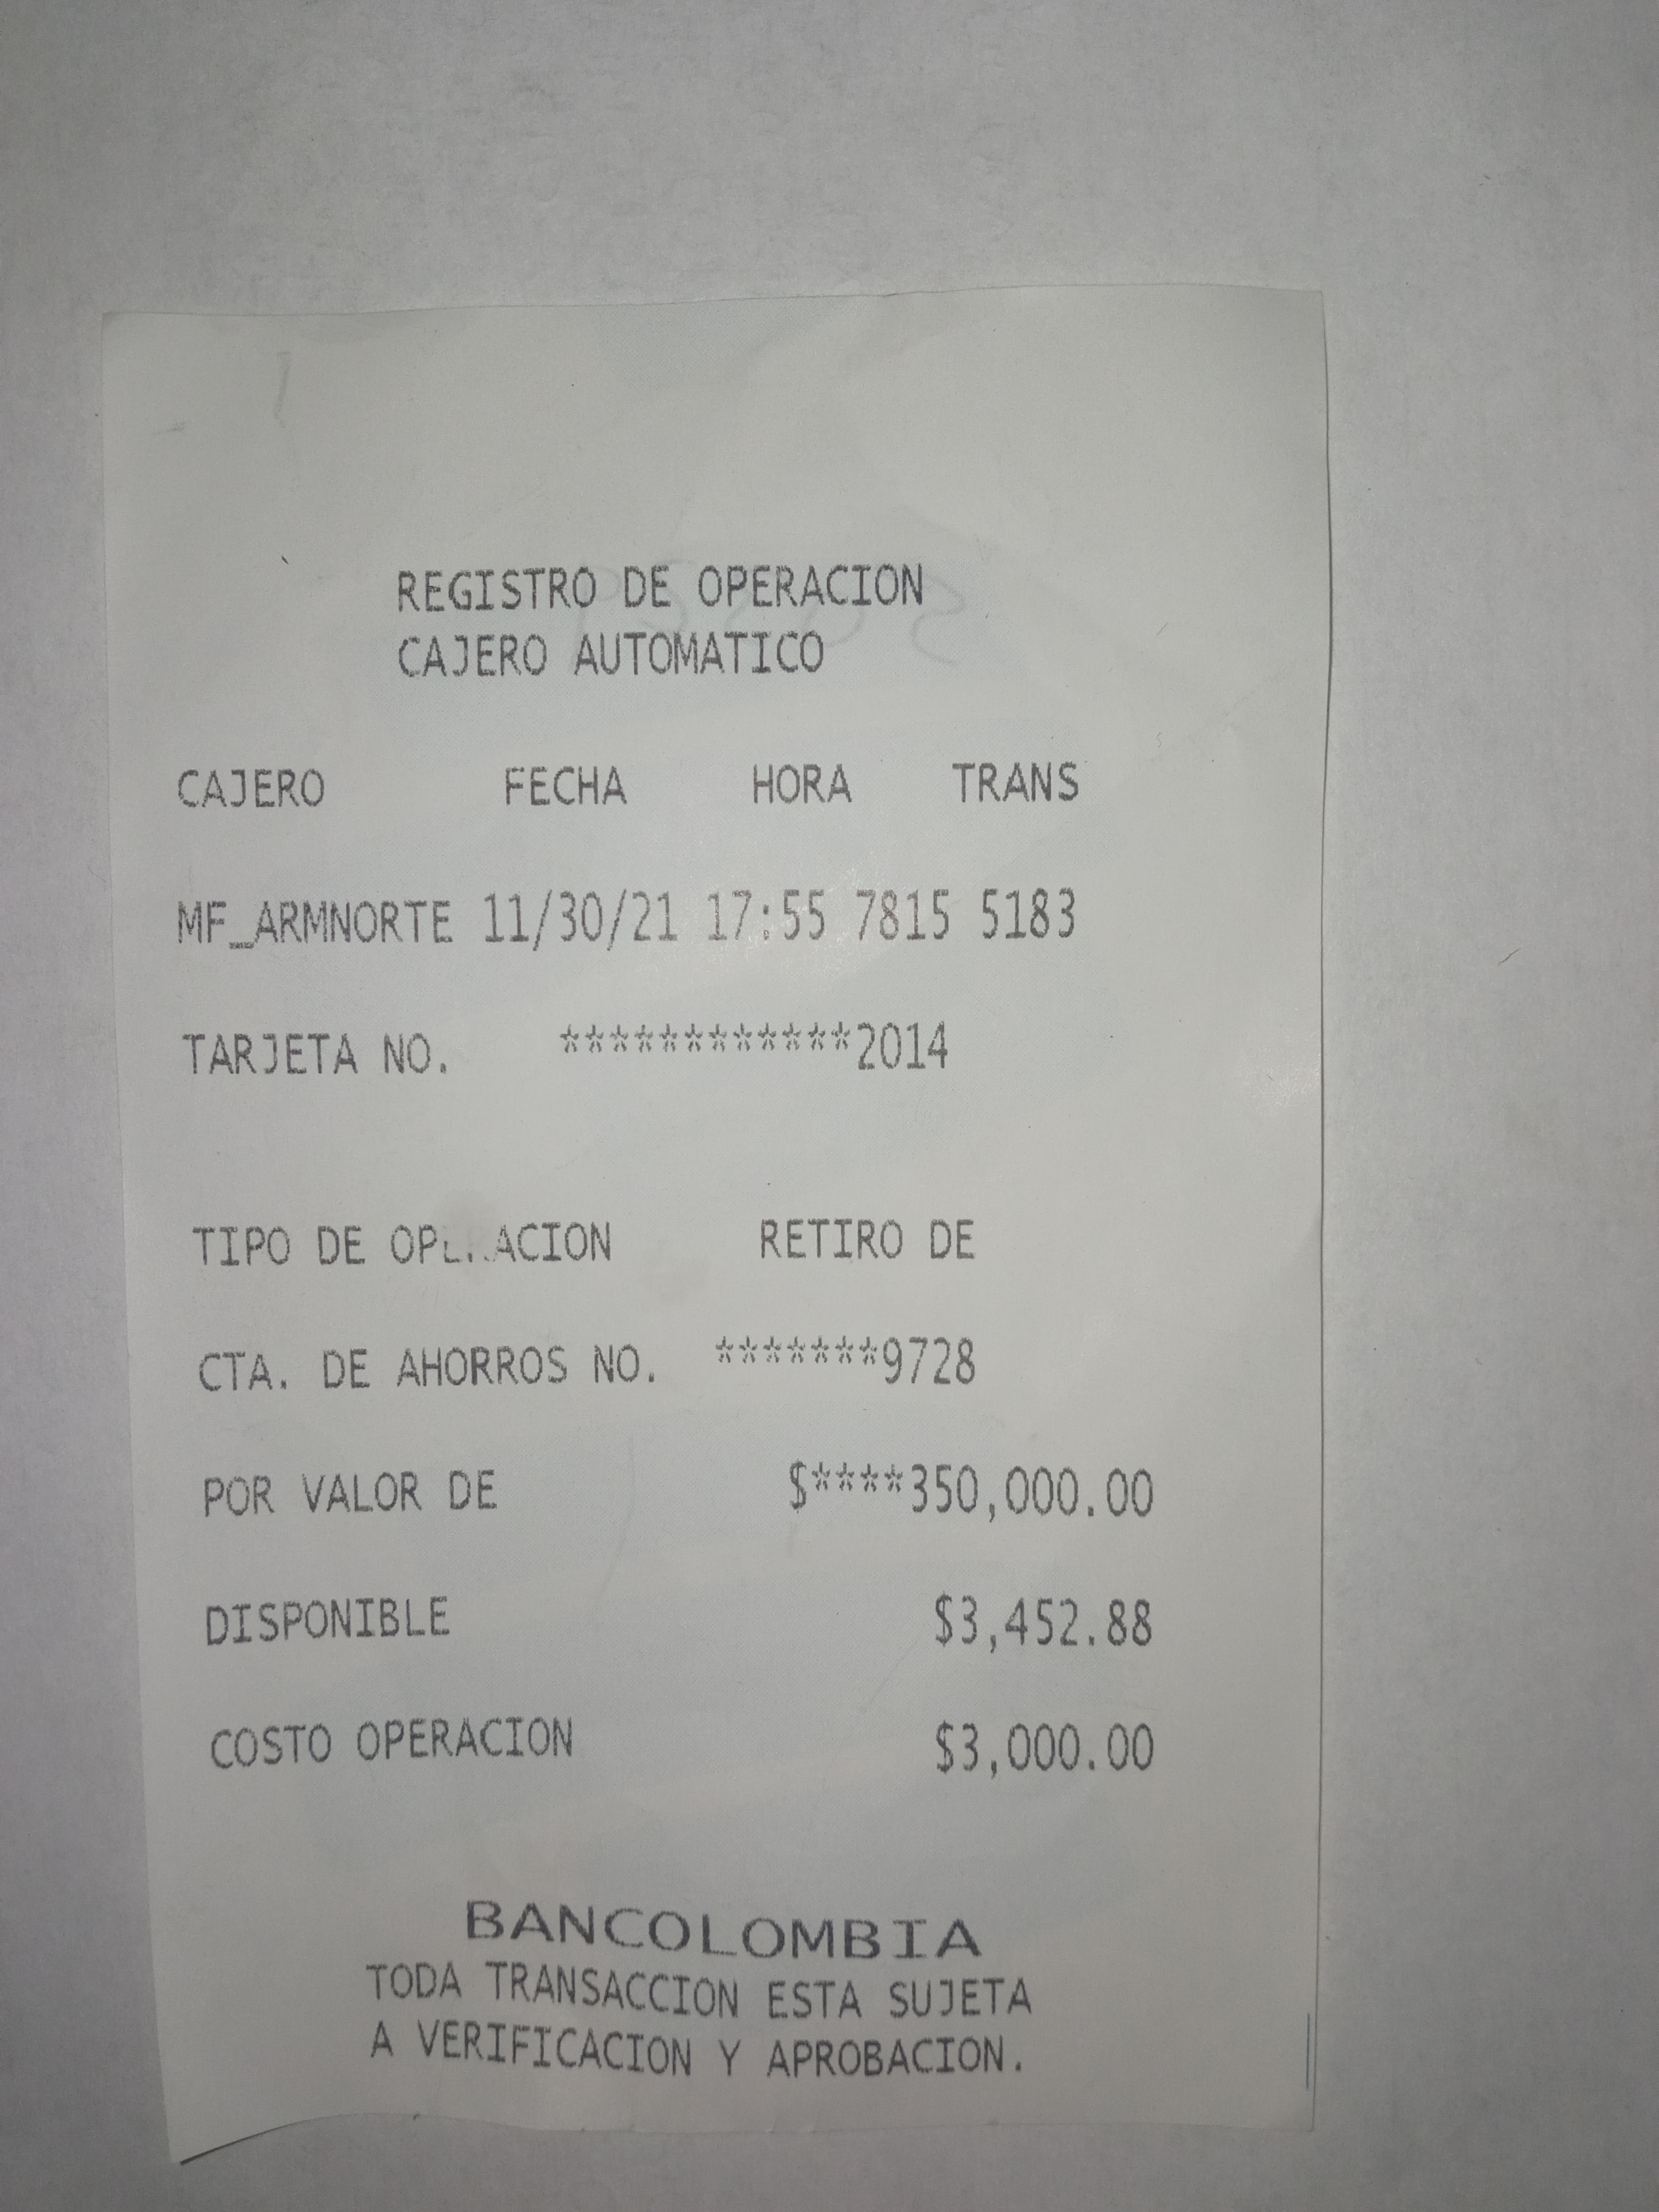 REGISTRO DE OPERACION
CAJERO AUTOMATICO
CAJERO FECHA HORA TRANS
MF_ARMNORTE 11/30/21 17:55 7815 5183
TARJETA NO. ************2014
TIPO DE OPERACION RETIRO DE
CTA. DE AHORROS NO. *******9728
POR VALOR DE $****350,000.00
DISPONIBLE $3,452.88
COSTO OPERACION $3,000.00
BANCOLOMBIA
TODA TRANSACCION ESTA SUJETA
A VERIFICACION Y APROBACION.